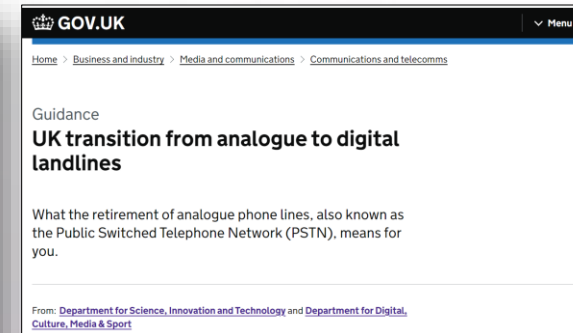 GOV.UK
Menu
Home > Business and industry > Media and communications > Communications and telecomms
Guidance
UK transition from analogue to digital
landlines
What the retirement of analogue phone lines, also known as
the Public Switched Telephone Network (PSTN), means for
you.
From: Department for Science, Innovation and Technology and Department for Digital,
Culture, Media & Sport